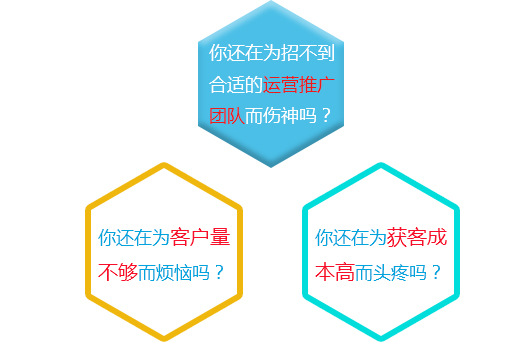 你还在为招不到
合适的运营推广
团队而伤神吗？
你还在为客户量
不够而烦恼吗？
你还在为获客成
本高而头疼吗？